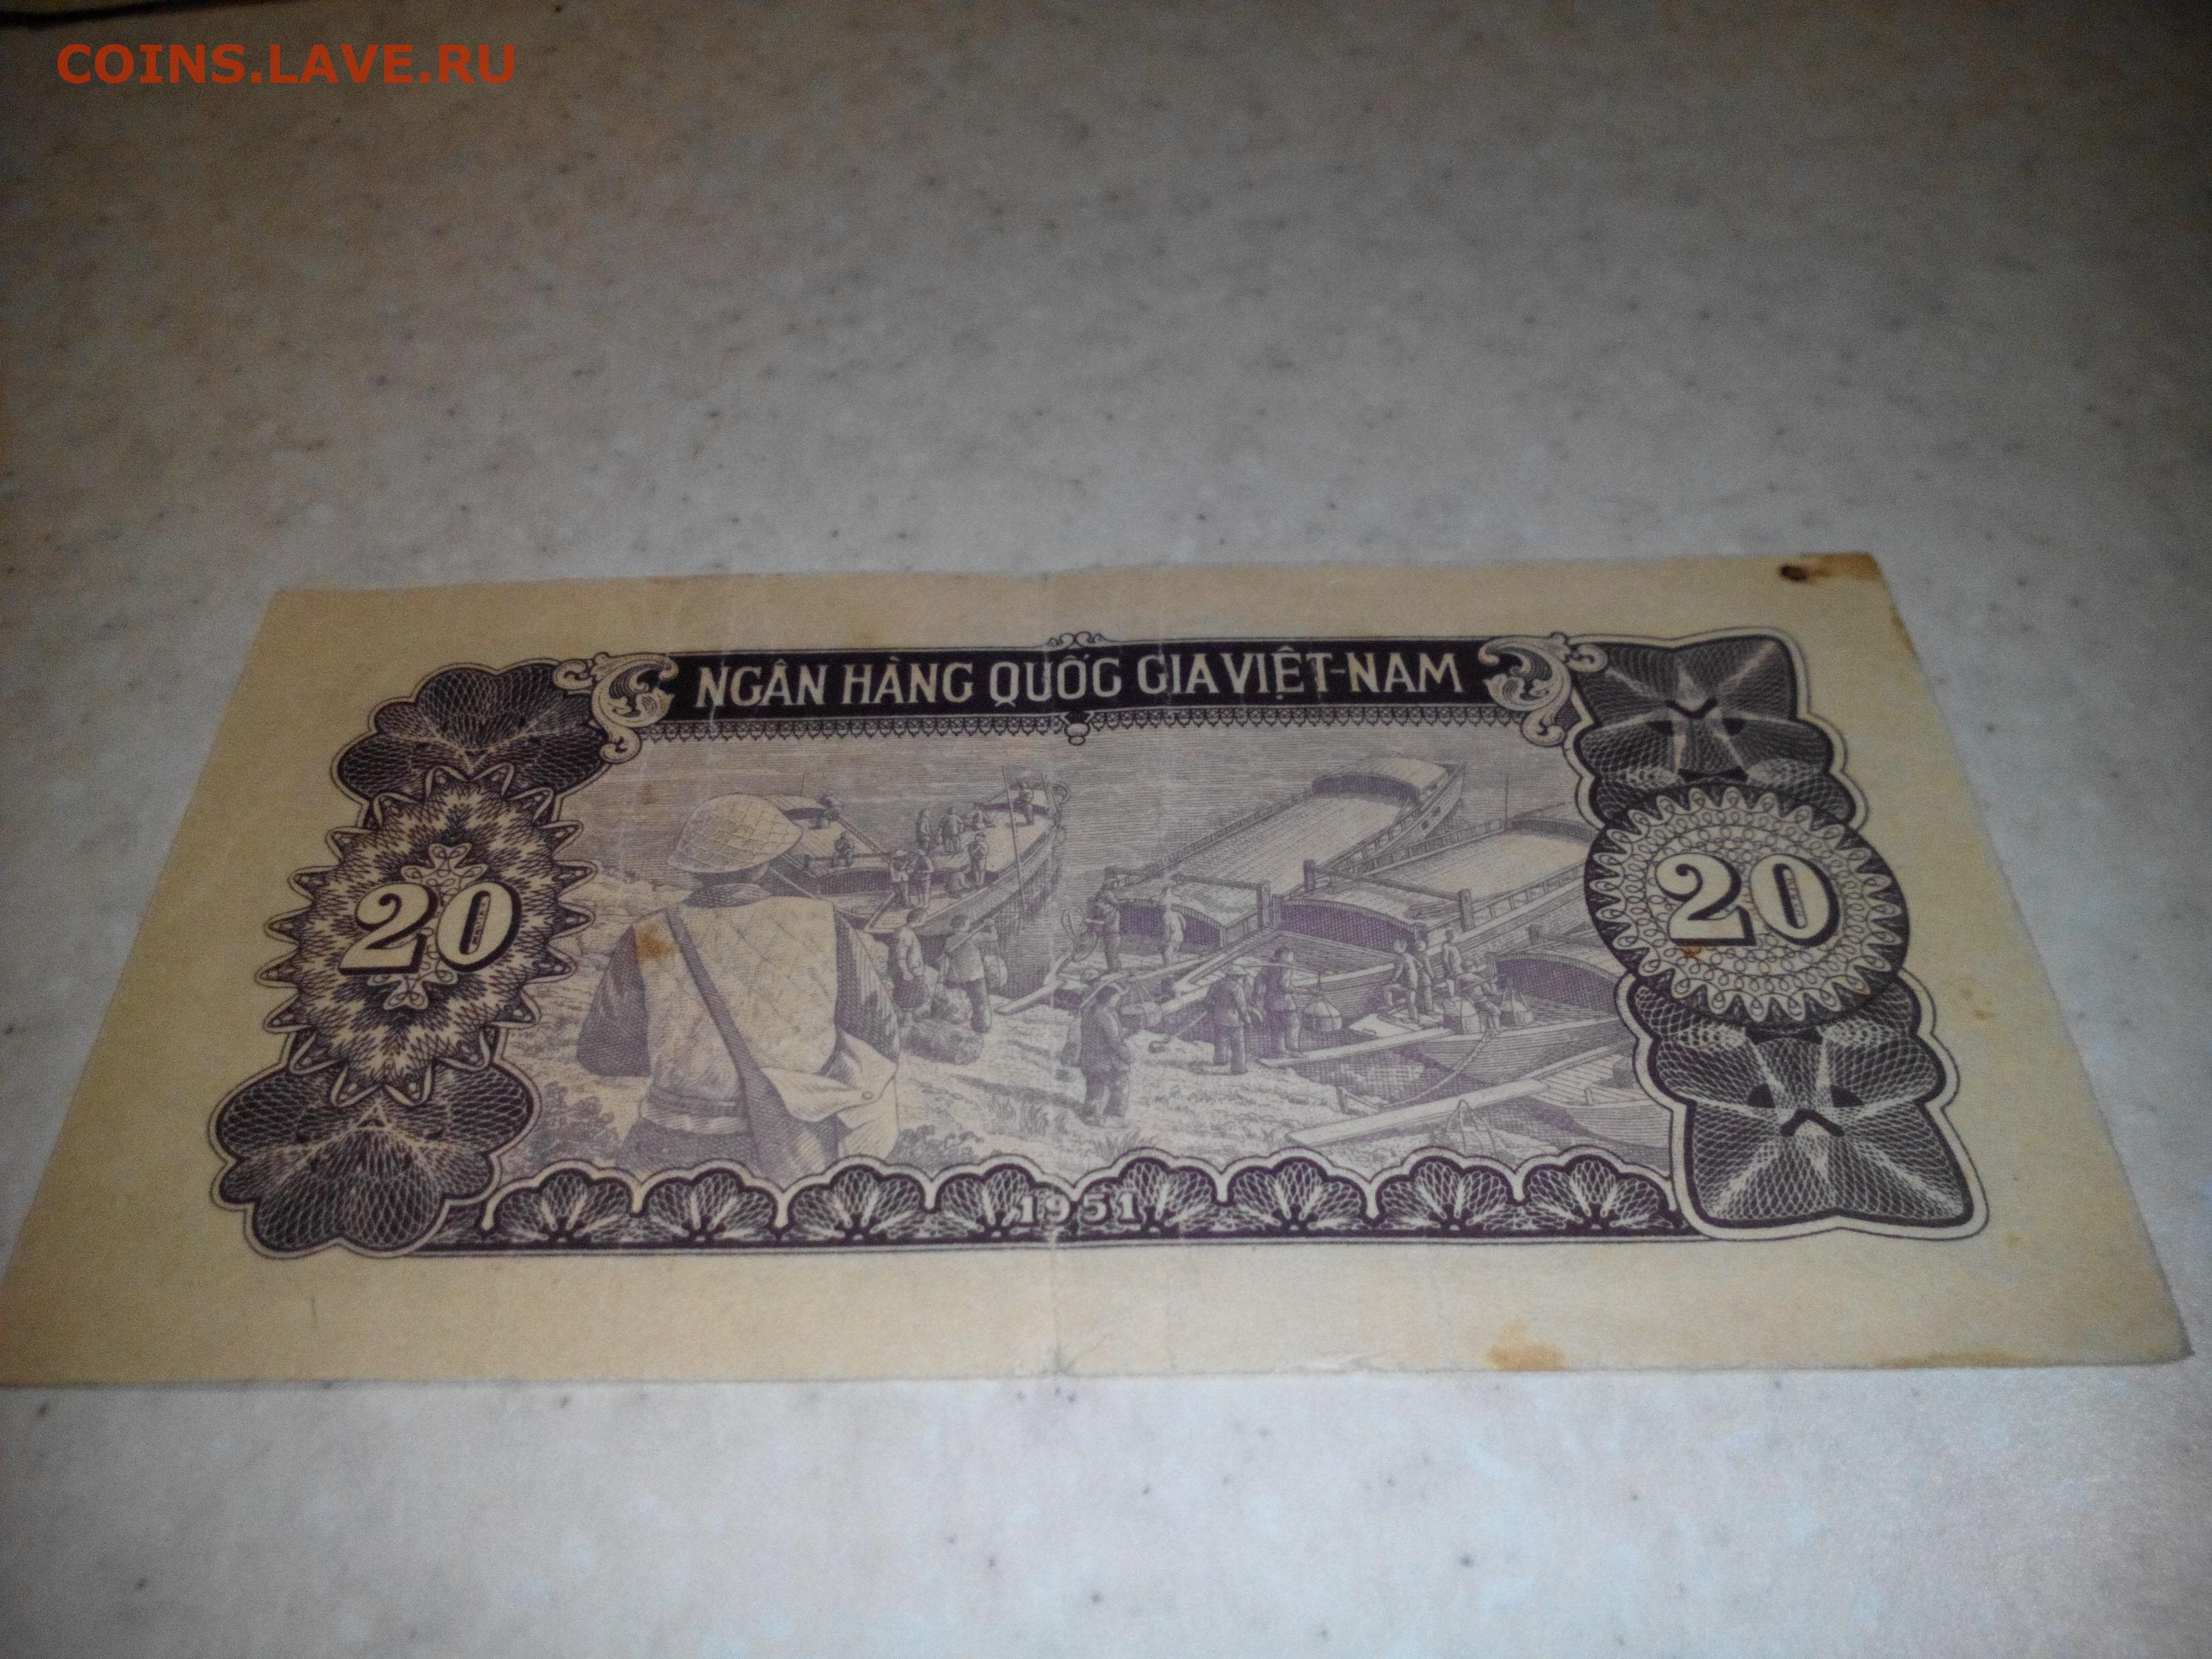 COINS.LAVE.RU
NGÂN HÀNG QUỐC GIA VIỆT-NAM
20
20
1951